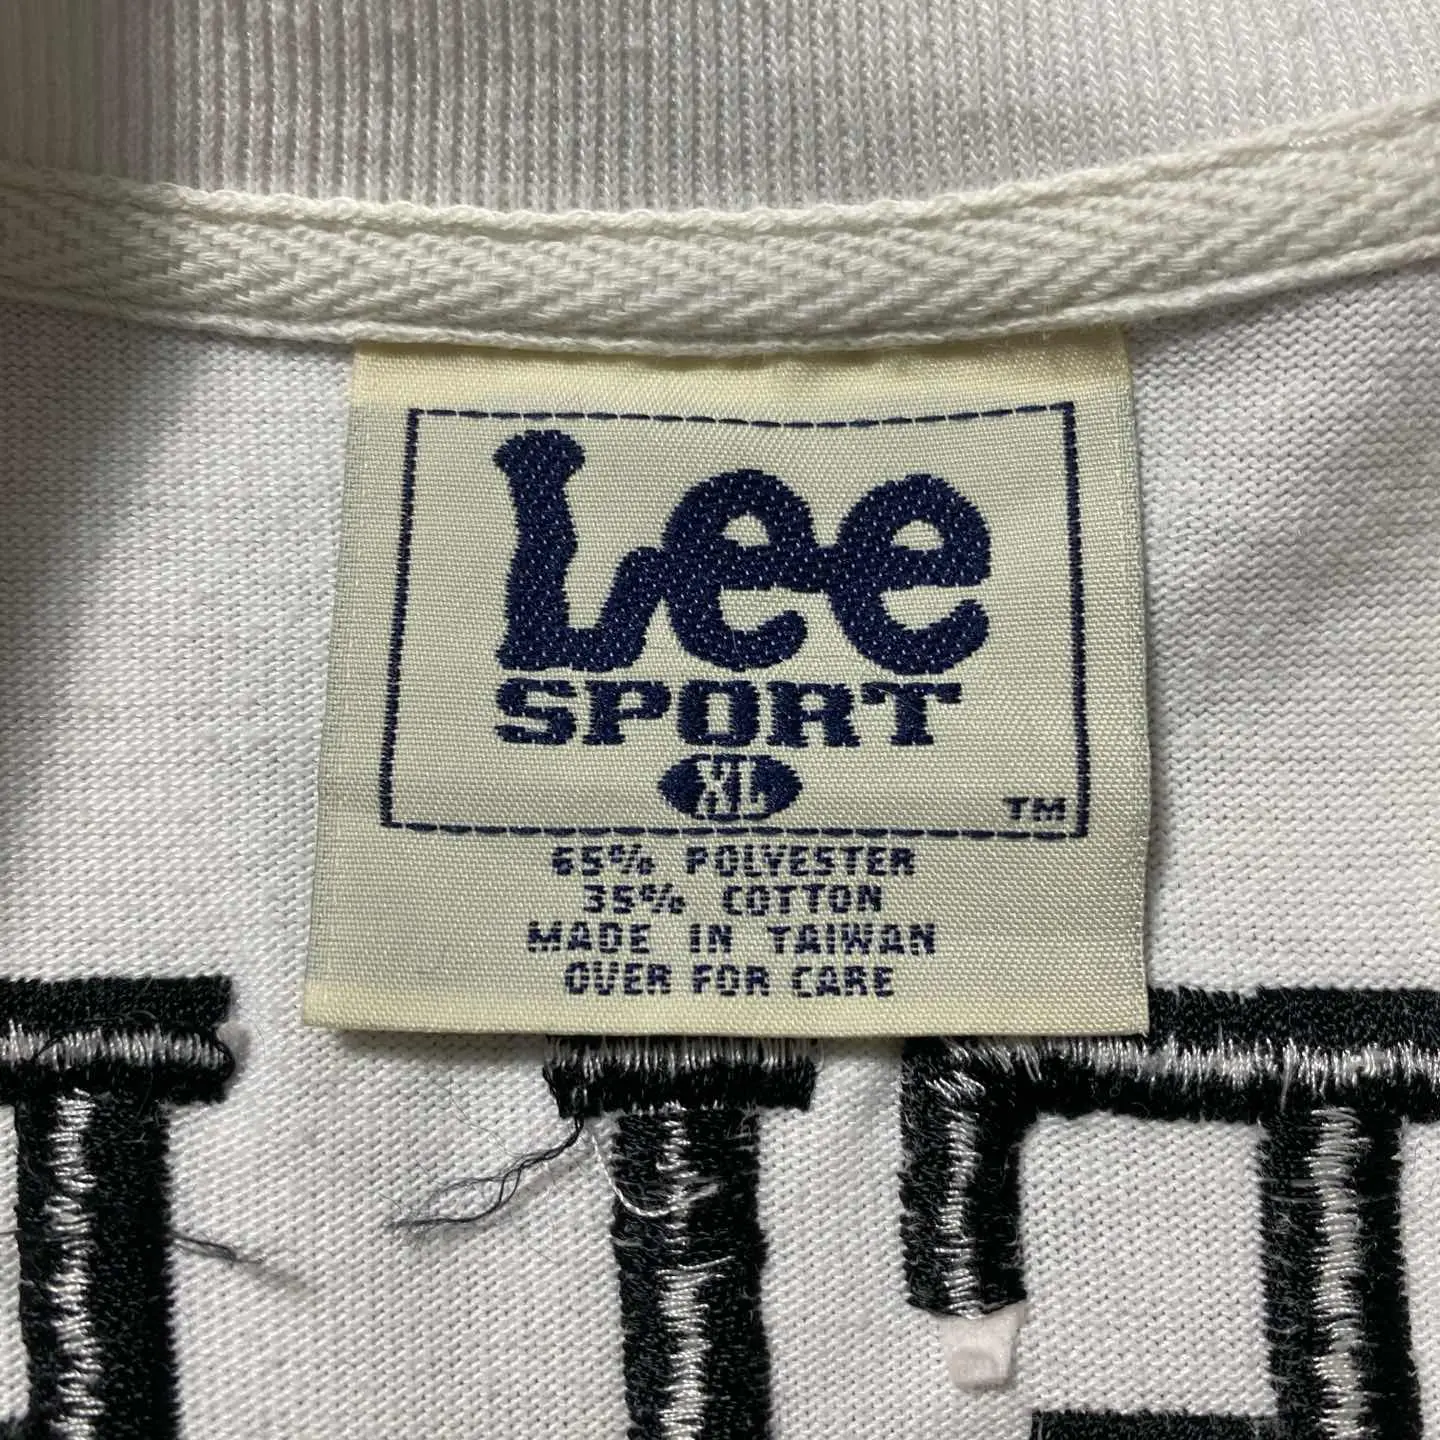 Lee
SPORT
XL
TM
65% POLYESTER
35% COTTON
MADE IN TAIWAN
OVER FOR CARE